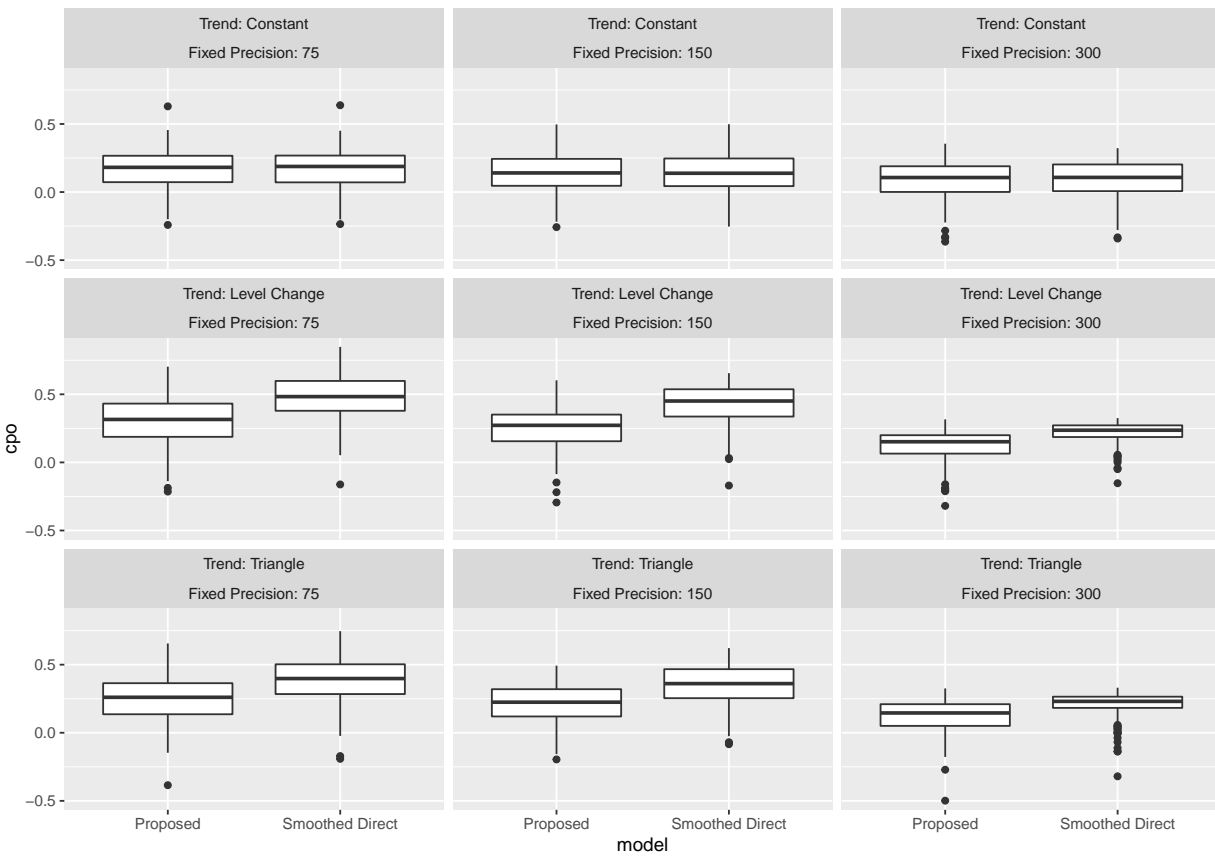 Trend: Constant
Fixed Precision: 75
Trend: Constant
Fixed Precision: 150
Trend: Constant
Fixed Precision: 300
0.5
0.0
−0.5
Trend: Level Change
Fixed Precision: 75
Trend: Level Change
Fixed Precision: 150
Trend: Level Change
Fixed Precision: 300
0.5
0.0
−0.5
cpo
Trend: Triangle
Fixed Precision: 75
Trend: Triangle
Fixed Precision: 150
Trend: Triangle
Fixed Precision: 300
0.5
0.0
−0.5
Proposed Smoothed Direct Proposed Smoothed Direct Proposed Smoothed Direct
model